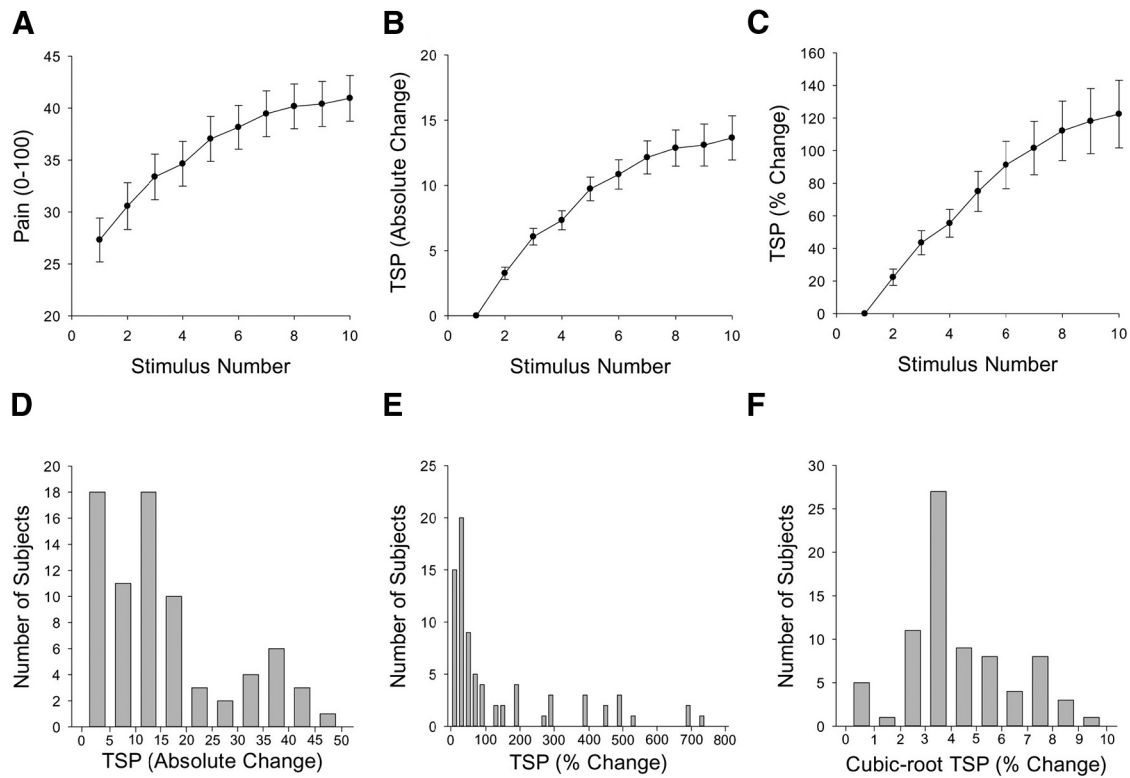 A
B
C
45
40
35
30
25
20
0
2
4
6
8
10
Pain (0-100)
Stimulus Number
20
15
10
5
0
0
2
4
6
8
10
TSP (Absolute Change)
Stimulus Number
160
140
120
100
80
60
40
20
0
0
2
4
6
8
10
TSP (% Change)
Stimulus Number
D
E
F
20
18
16
14
12
10
8
6
4
2
0
0 5 10 15 20 25 30 35 40 45 50
Number of Subjects
TSP (Absolute Change)
25
20
15
10
5
0
0 100 200 300 400 500 600 700 800
Number of Subjects
TSP (% Change)
30
25
20
15
10
5
0
0 1 2 3 4 5 6 7 8 9 10
Number of Subjects
Cubic-root TSP (% Change)